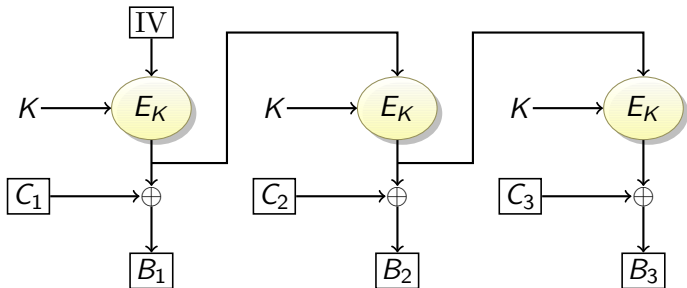 IV
K E_K K E_K K E_K
C_1 ⊕ C_2 ⊕ C_3 ⊕
B_1 B_2 B_3